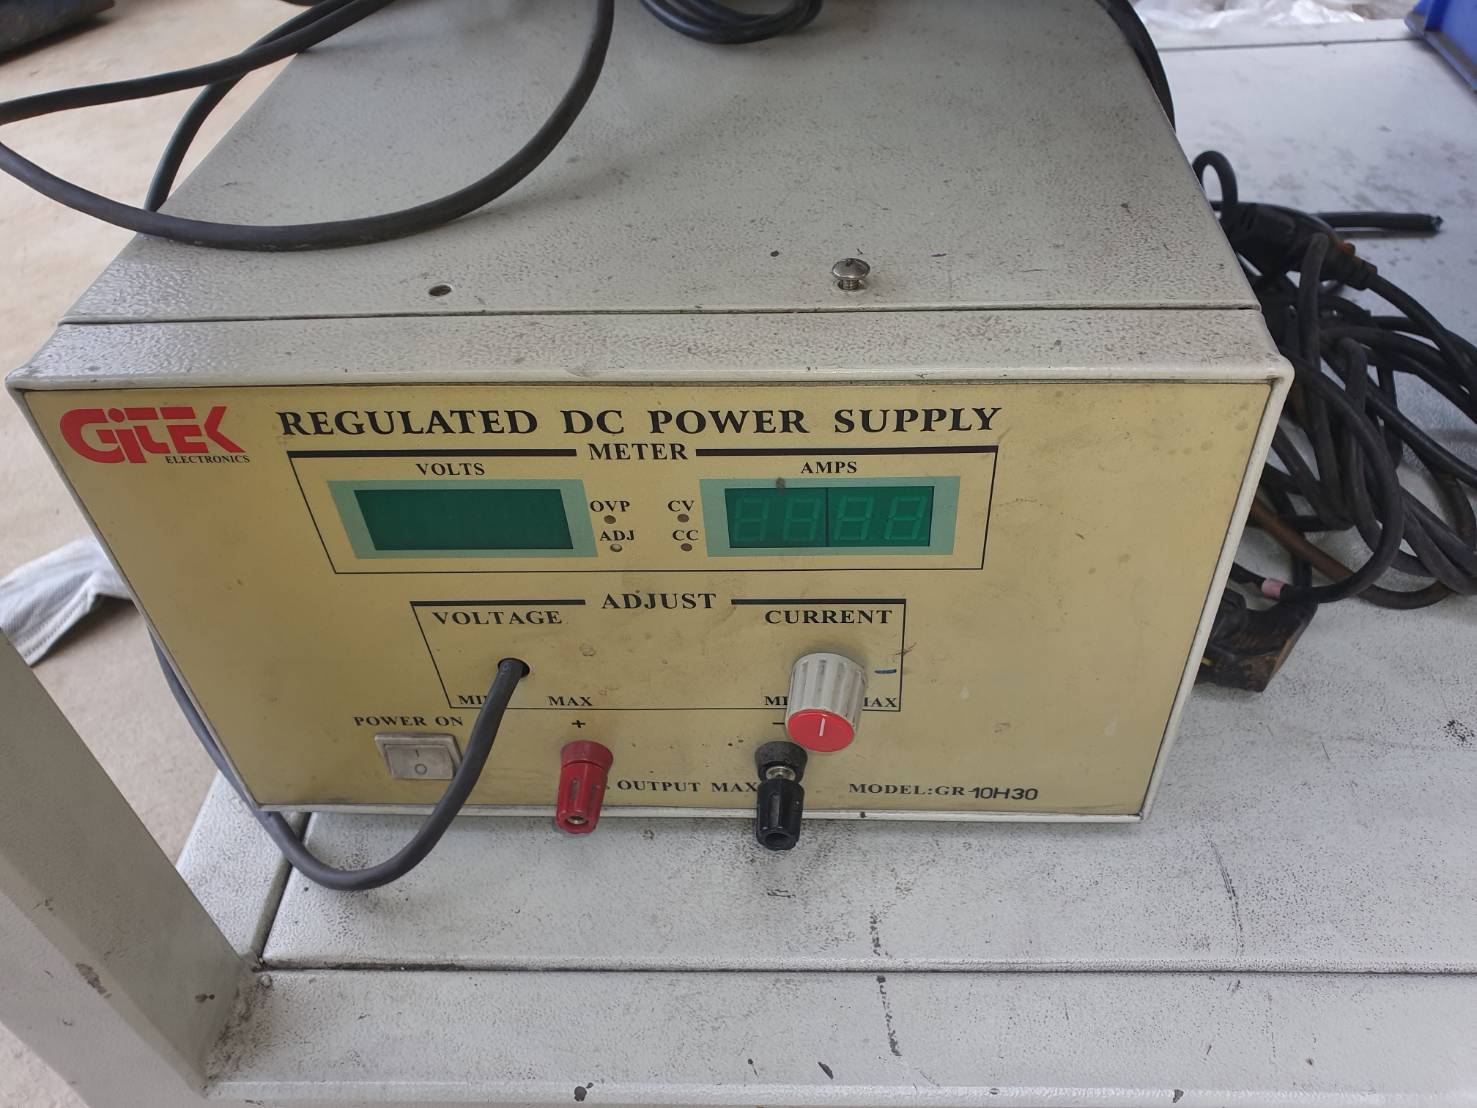 GiTEK
ELECTRONICS
REGULATED DC POWER SUPPLY
METER
VOLTS
AMPS
OVP
CV
ADJ
CC
ADJUST
VOLTAGE
CURRENT
MAX
POWER ON
+
-
OUTPUT MAX
MODEL:GR-10H30